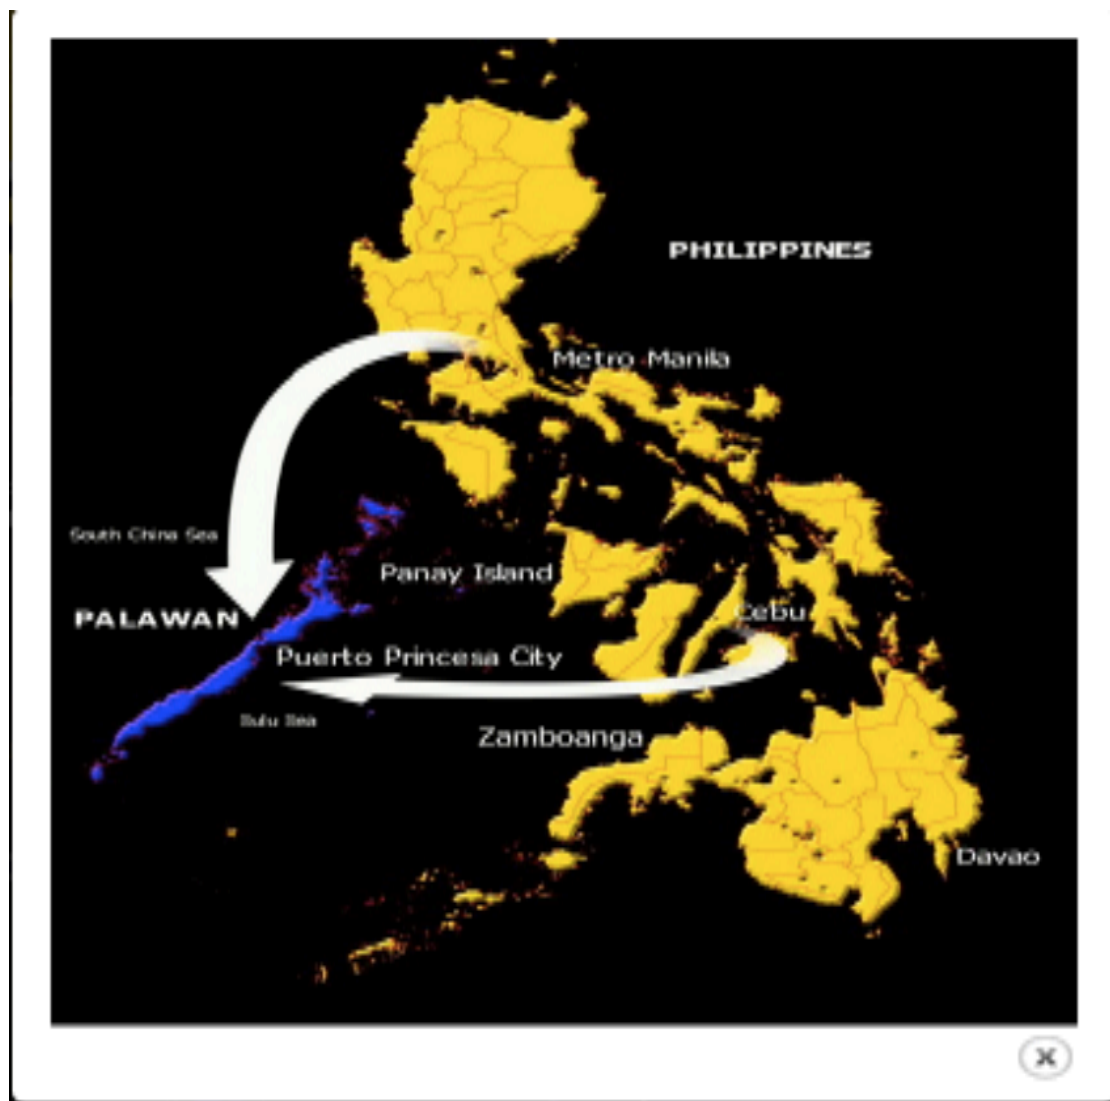 PHILIPPINES
Metro Manila
South China Sea
Panay Island
PALAWAN
Cebu
Puerto Princesa City
Sulu Sea
Zamboanga
Davao